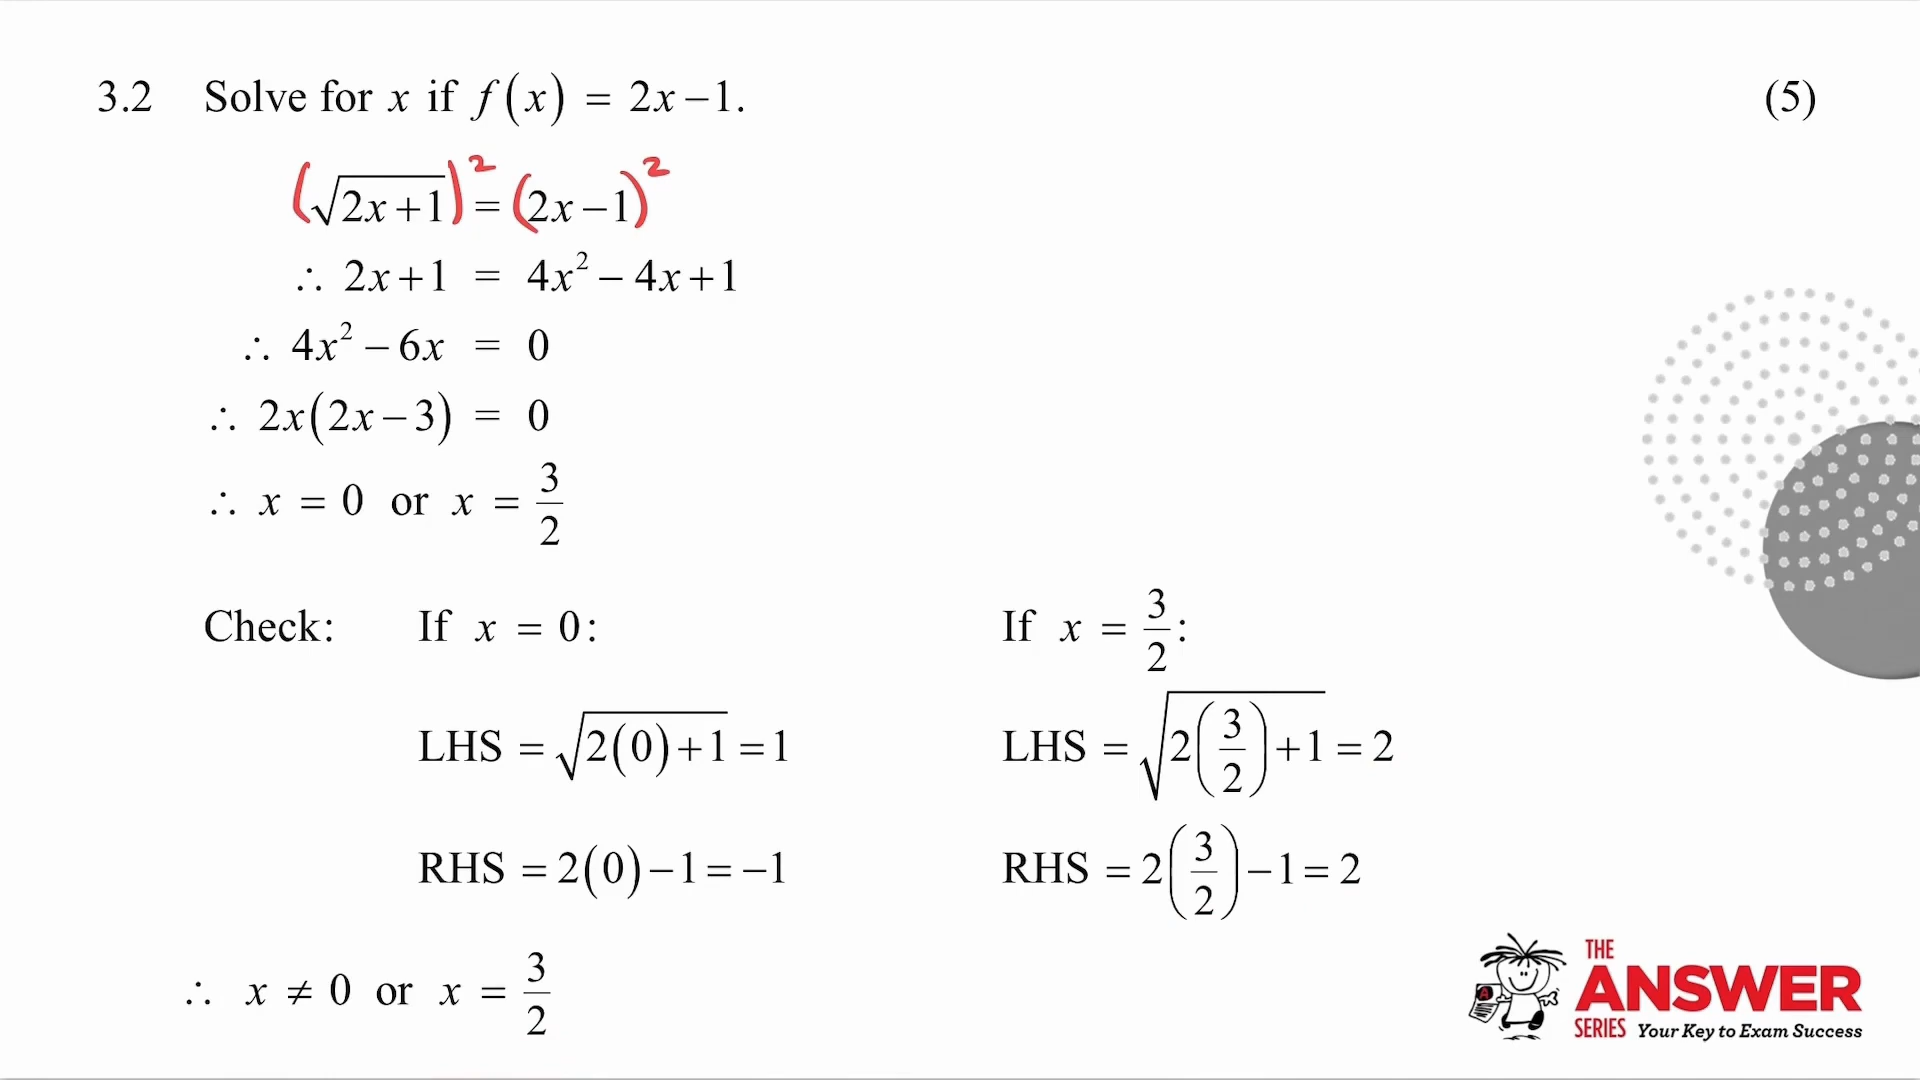 3.2 Solve for x if f(x) = 2x−1. (5)
(√(2x+1))² = (2x−1)²
∴ 2x+1 = 4x² − 4x+1
∴ 4x² − 6x = 0
∴ 2x(2x−3) = 0
∴ x = 0 or x = 3/2
Check: If x = 0: If x = 3/2:
LHS = √(2(0)+1) = 1 LHS = √(2(3/2)+1) = 2
RHS = 2(0)−1 = −1 RHS = 2(3/2)−1 = 2
∴ x ≠ 0 or x = 3/2
THE
ANSWER
SERIES Your Key to Exam Success
A